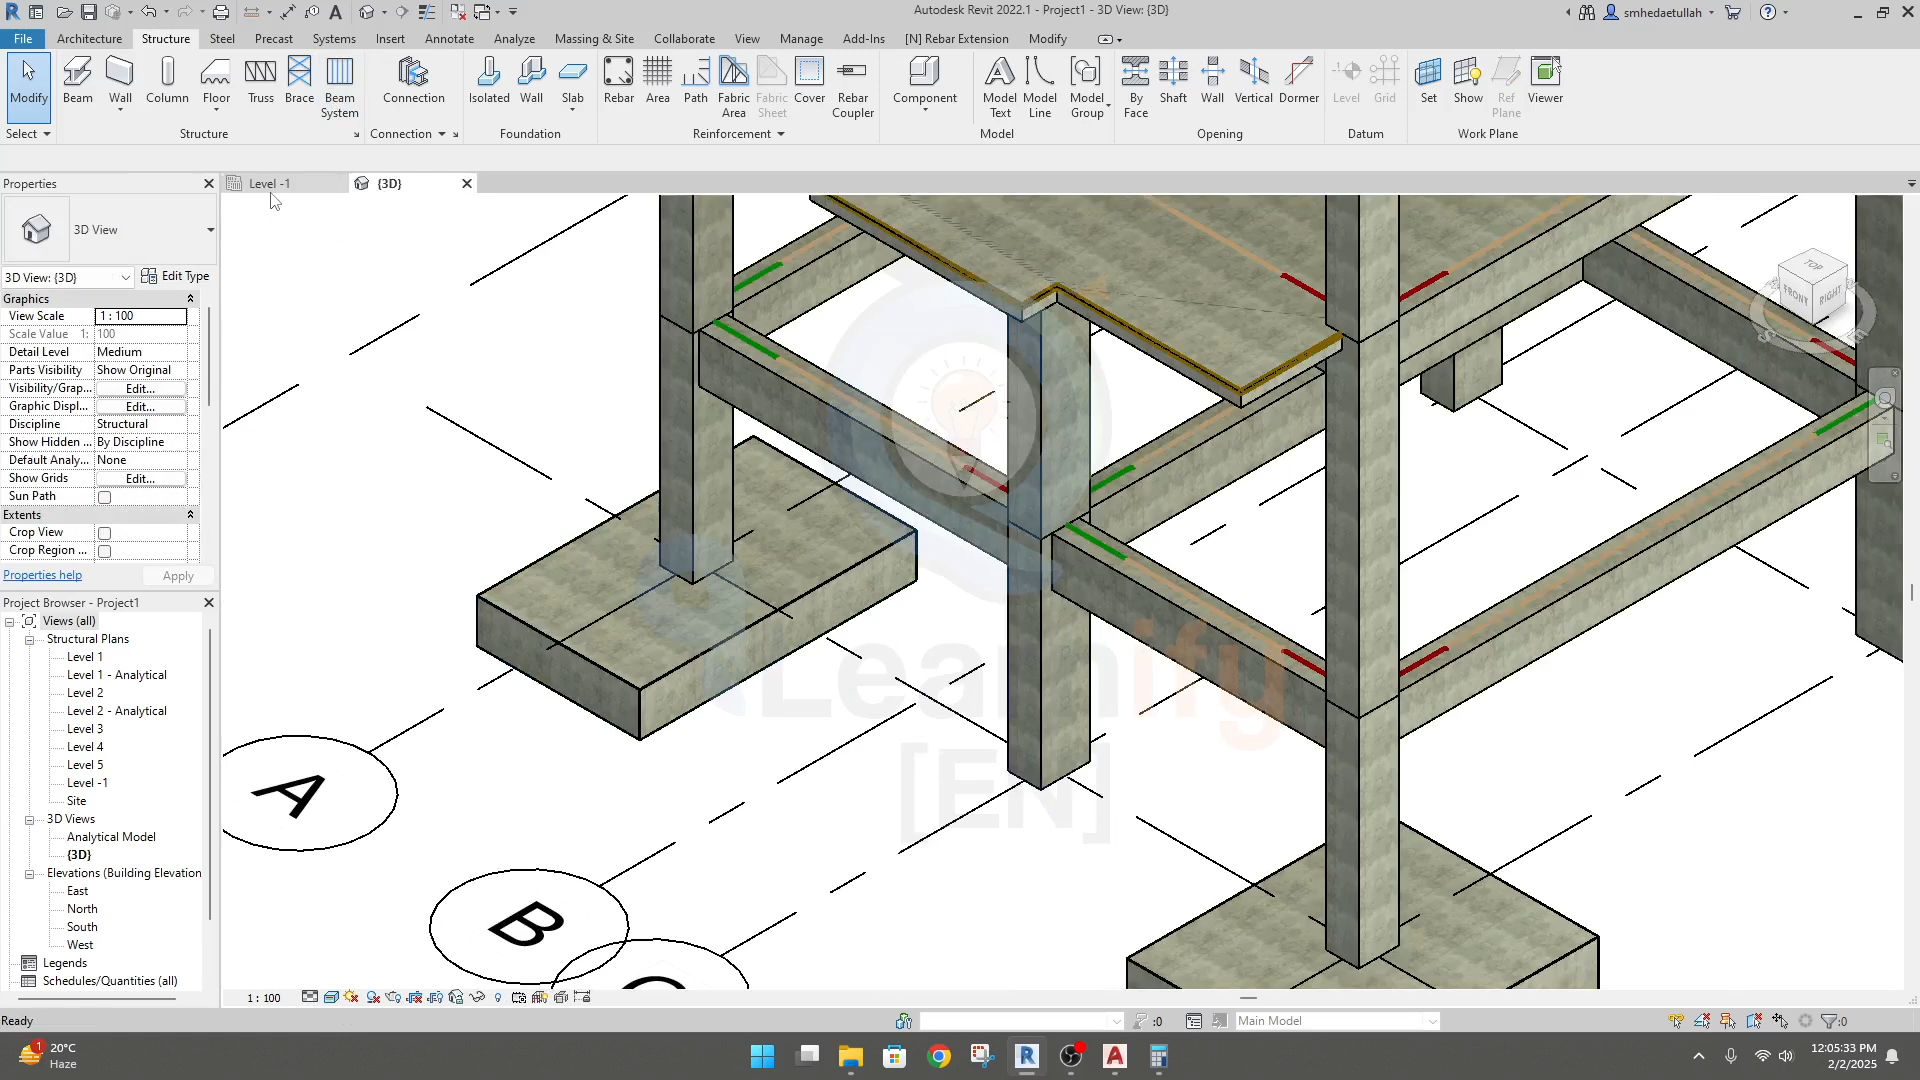 Autodesk Revit 2022.1 - Project1 - 3D View: {3D}
smhedaetullah
File Architecture Structure Steel Precast Systems Insert Annotate Analyze Massing & Site Collaborate View Manage Add-Ins [N] Rebar Extension Modify
Modify Beam Wall Column Floor Truss Brace Beam System Connection Isolated Wall Slab Rebar Area Path Fabric Area Fabric Sheet Cover Rebar Coupler Component Model Text Model Line Model Group By Face Shaft Wall Vertical Dormer Level Grid Set Show Ref Plane Viewer
Select Structure Connection Foundation Reinforcement Model Opening Datum Work Plane
Properties
Level -1
{3D}
3D View
3D View: {3D} Edit Type
Graphics
View Scale 1 : 100
Scale Value 1: 100
Detail Level Medium
Parts Visibility Show Original
Visibility/Grap... Edit...
Graphic Displ... Edit...
Discipline Structural
Show Hidden ... By Discipline
Default Analy... None
Show Grids Edit...
Sun Path
Extents
Crop View
Crop Region ...
Properties help Apply
Project Browser - Project1
Views (all)
Structural Plans
Level 1
Level 1 - Analytical
Level 2
Level 2 - Analytical
Level 3
Level 4
Level 5
Level -1
Site
3D Views
Analytical Model
{3D}
Elevations (Building Elevation
East
North
South
West
Legends
Schedules/Quantities (all)
TOP
FRONT
RIGHT
Learnify
[EN]
A
B
1 : 100
Ready
:0
Main Model
:0
1
20°C
Haze
12:05:33 PM
2/2/2025